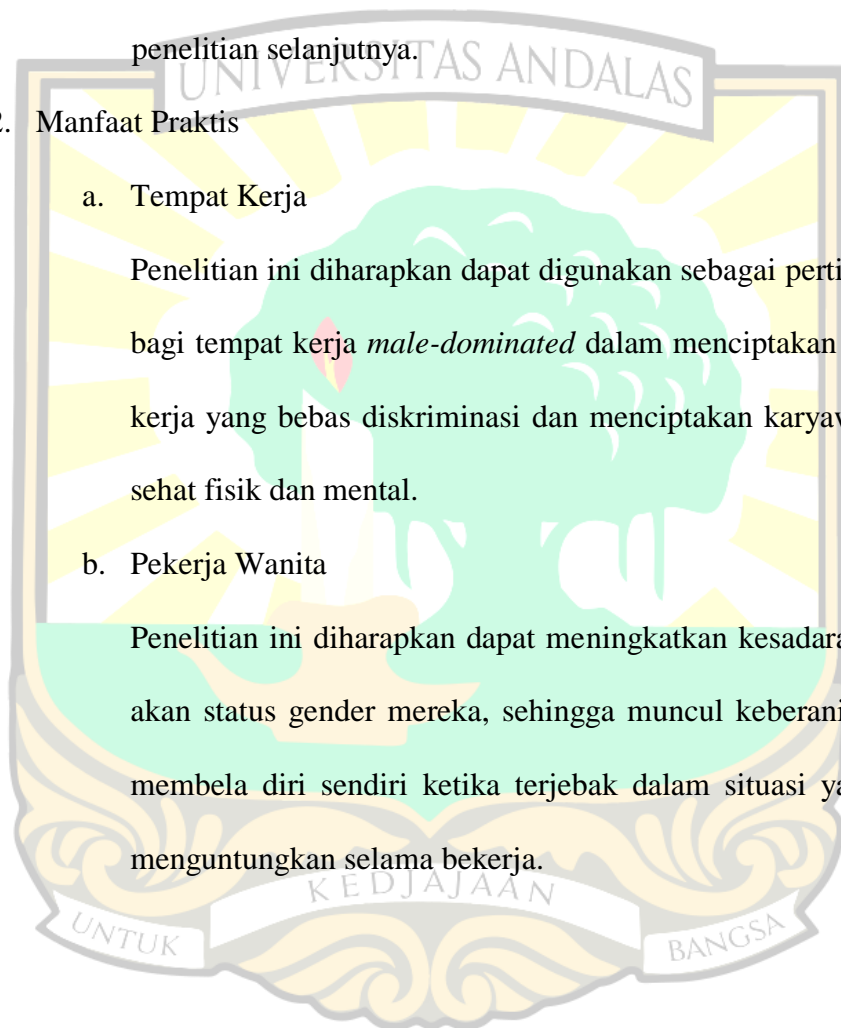 penelitian selanjutnya.
UNIVERSITAS ANDALAS
2. Manfaat Praktis
a. Tempat Kerja
Penelitian ini diharapkan dapat digunakan sebagai perti
bagi tempat kerja male-dominated dalam menciptakan
kerja yang bebas diskriminasi dan menciptakan karyaw
sehat fisik dan mental.
b. Pekerja Wanita
Penelitian ini diharapkan dapat meningkatkan kesadara
akan status gender mereka, sehingga muncul keberani
membela diri sendiri ketika terjebak dalam situasi ya
menguntungkan selama bekerja.
UNTUK KEDJAJAAN BANGSA